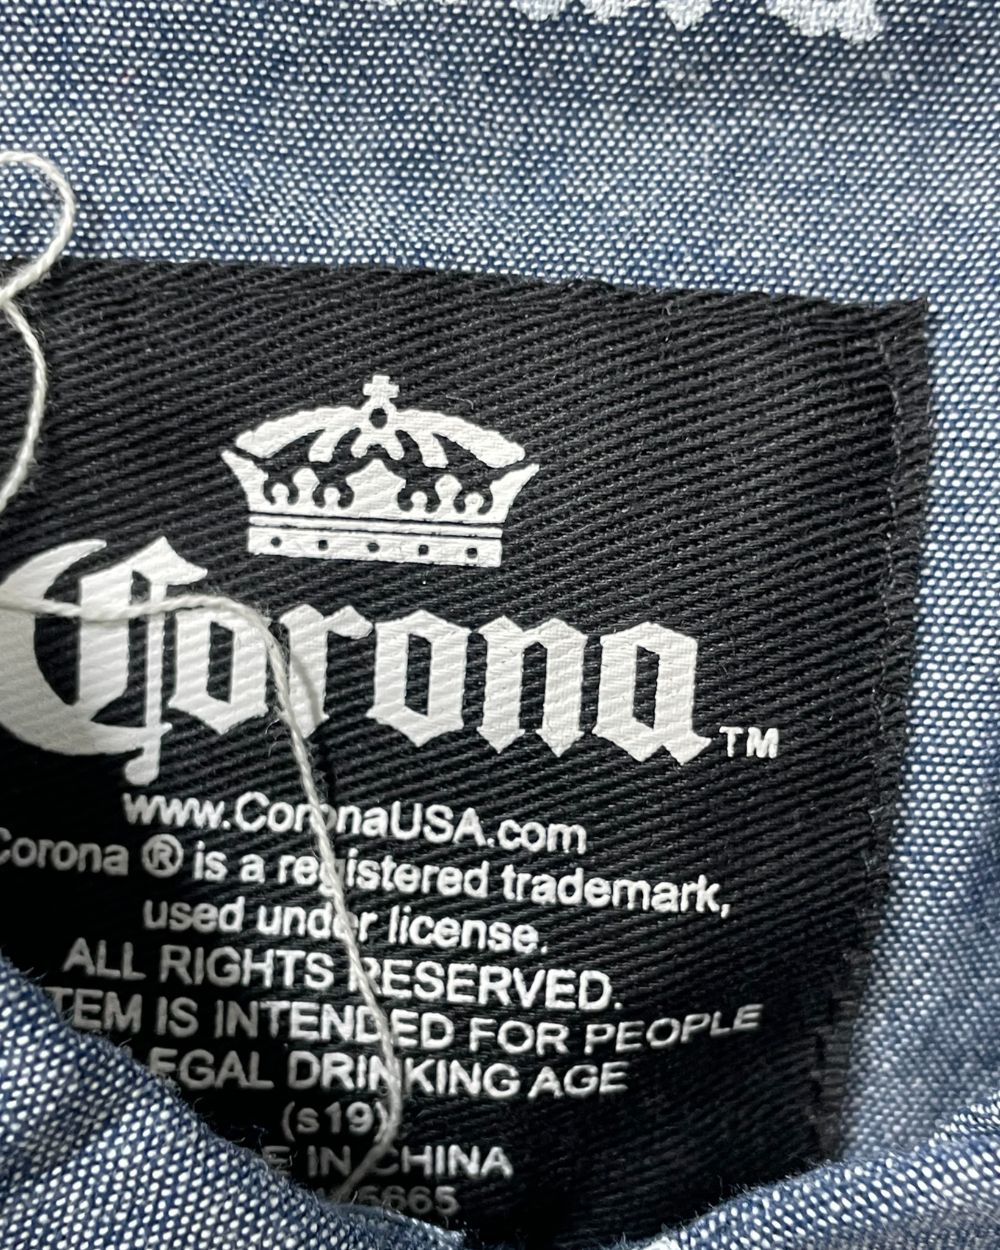 Corona™
www.CoronaUSA.com
Corona ® is a registered trademark,
used under license.
ALL RIGHTS RESERVED.
ITEM IS INTENDED FOR PEOPLE
LEGAL DRINKING AGE
(s19)
IN CHINA